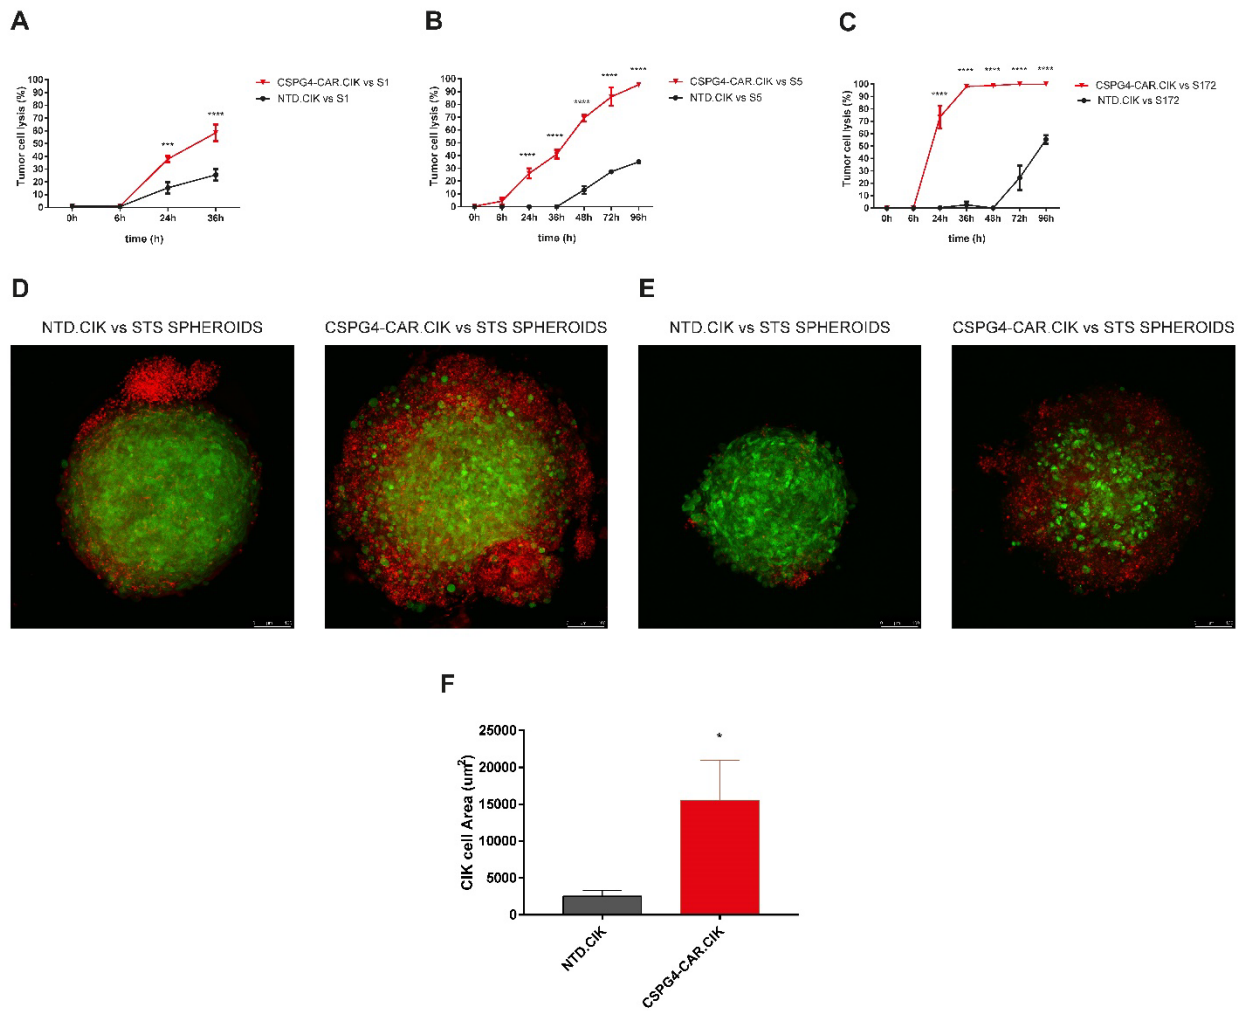 A
B
C
CSPG4-CAR.CIK vs S1
NTD.CIK vs S1
CSPG4-CAR.CIK vs S5
NTD.CIK vs S5
CSPG4-CAR.CIK vs S172
NTD.CIK vs S172
Tumor cell lysis (%)
100
90
80
70
60
50
40
30
20
10
0
***
****
0h
6h
24h
36h
time (h)
Tumor cell lysis (%)
100
90
80
70
60
50
40
30
20
10
0
****
****
****
****
****
0h
6h
24h
36h
48h
72h
96h
time (h)
Tumor cell lysis (%)
100
90
80
70
60
50
40
30
20
10
0
****
****
****
****
****
0h
6h
24h
36h
48h
72h
96h
time (h)
D
E
NTD.CIK vs STS SPHEROIDS
CSPG4-CAR.CIK vs STS SPHEROIDS
NTD.CIK vs STS SPHEROIDS
CSPG4-CAR.CIK vs STS SPHEROIDS
F
CIK cell Area (um²)
25000
20000
15000
10000
5000
0
*
NTD.CIK
CSPG4-CAR.CIK